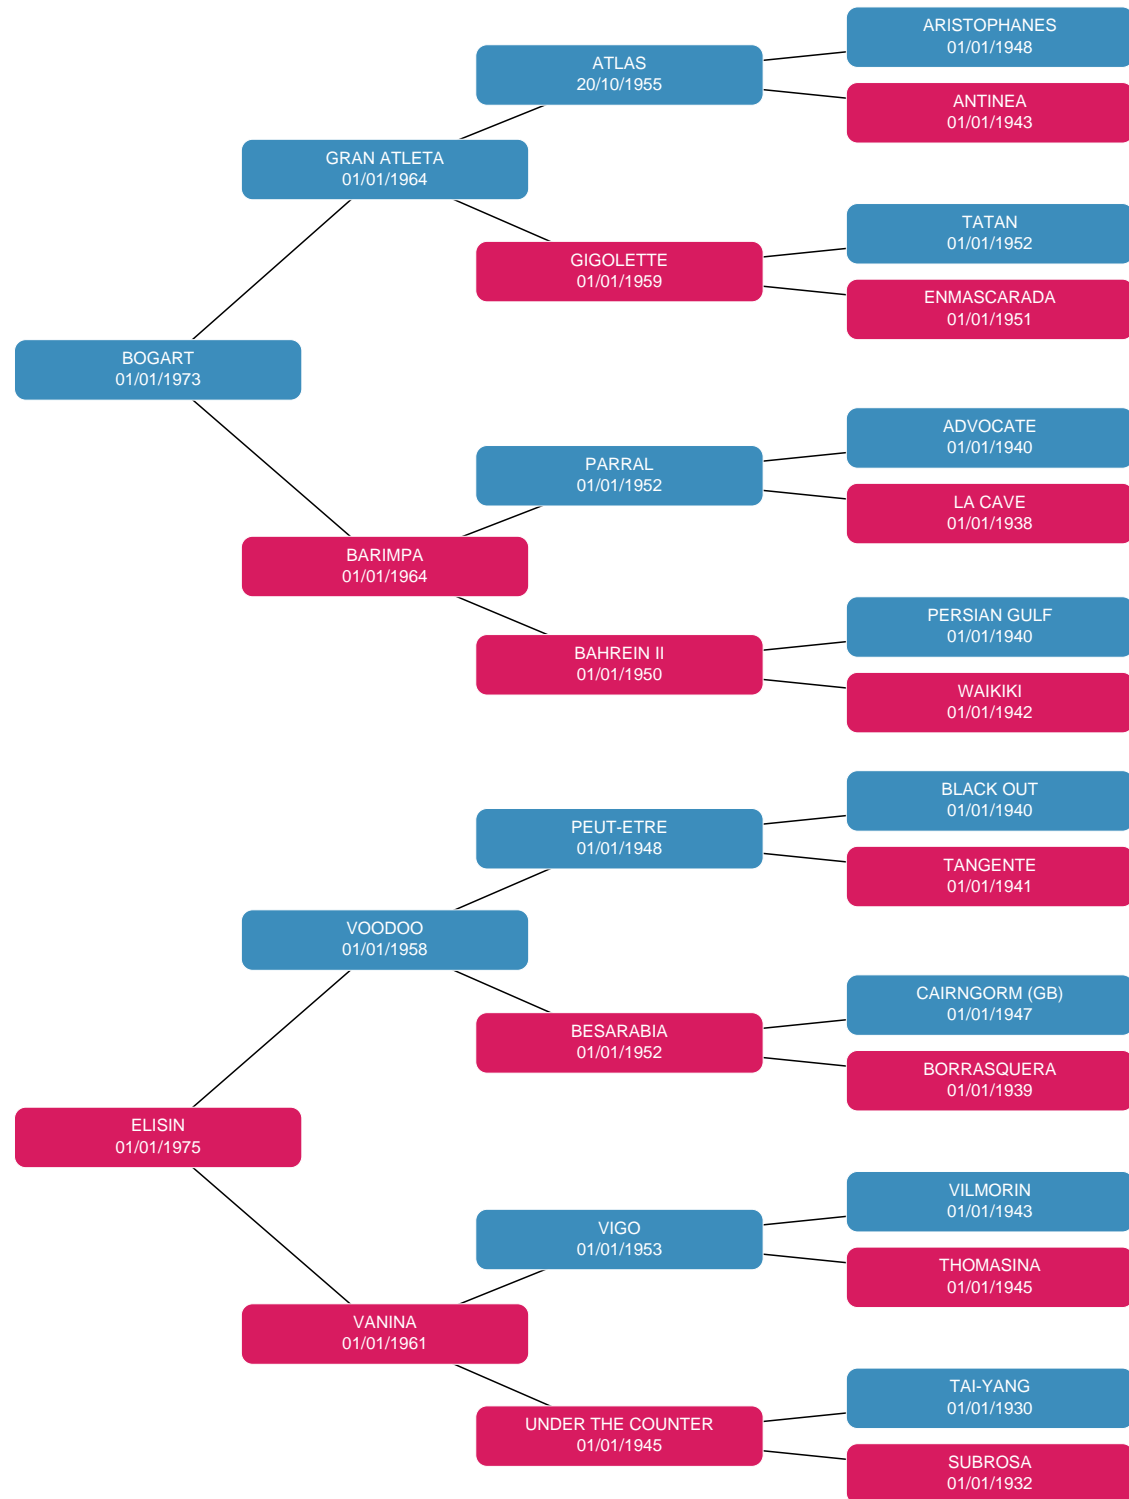 ARISTOPHANES
01/01/1948
ATLAS
20/10/1955
ANTINEA
01/01/1943
GRAN ATLETA
01/01/1964
TATAN
01/01/1952
GIGOLETTE
01/01/1959
ENMASCARADA
01/01/1951
BOGART
01/01/1973
ADVOCATE
01/01/1940
PARRAL
01/01/1952
LA CAVE
01/01/1938
BARIMPA
01/01/1964
PERSIAN GULF
01/01/1940
BAHREIN II
01/01/1950
WAIKIKI
01/01/1942
BLACK OUT
01/01/1940
PEUT-ETRE
01/01/1948
TANGENTE
01/01/1941
VOODOO
01/01/1958
CAIRNGORM (GB)
01/01/1947
BESARABIA
01/01/1952
BORRASQUERA
01/01/1939
ELISIN
01/01/1975
VILMORIN
01/01/1943
VIGO
01/01/1953
THOMASINA
01/01/1945
VANINA
01/01/1961
TAI-YANG
01/01/1930
UNDER THE COUNTER
01/01/1945
SUBROSA
01/01/1932